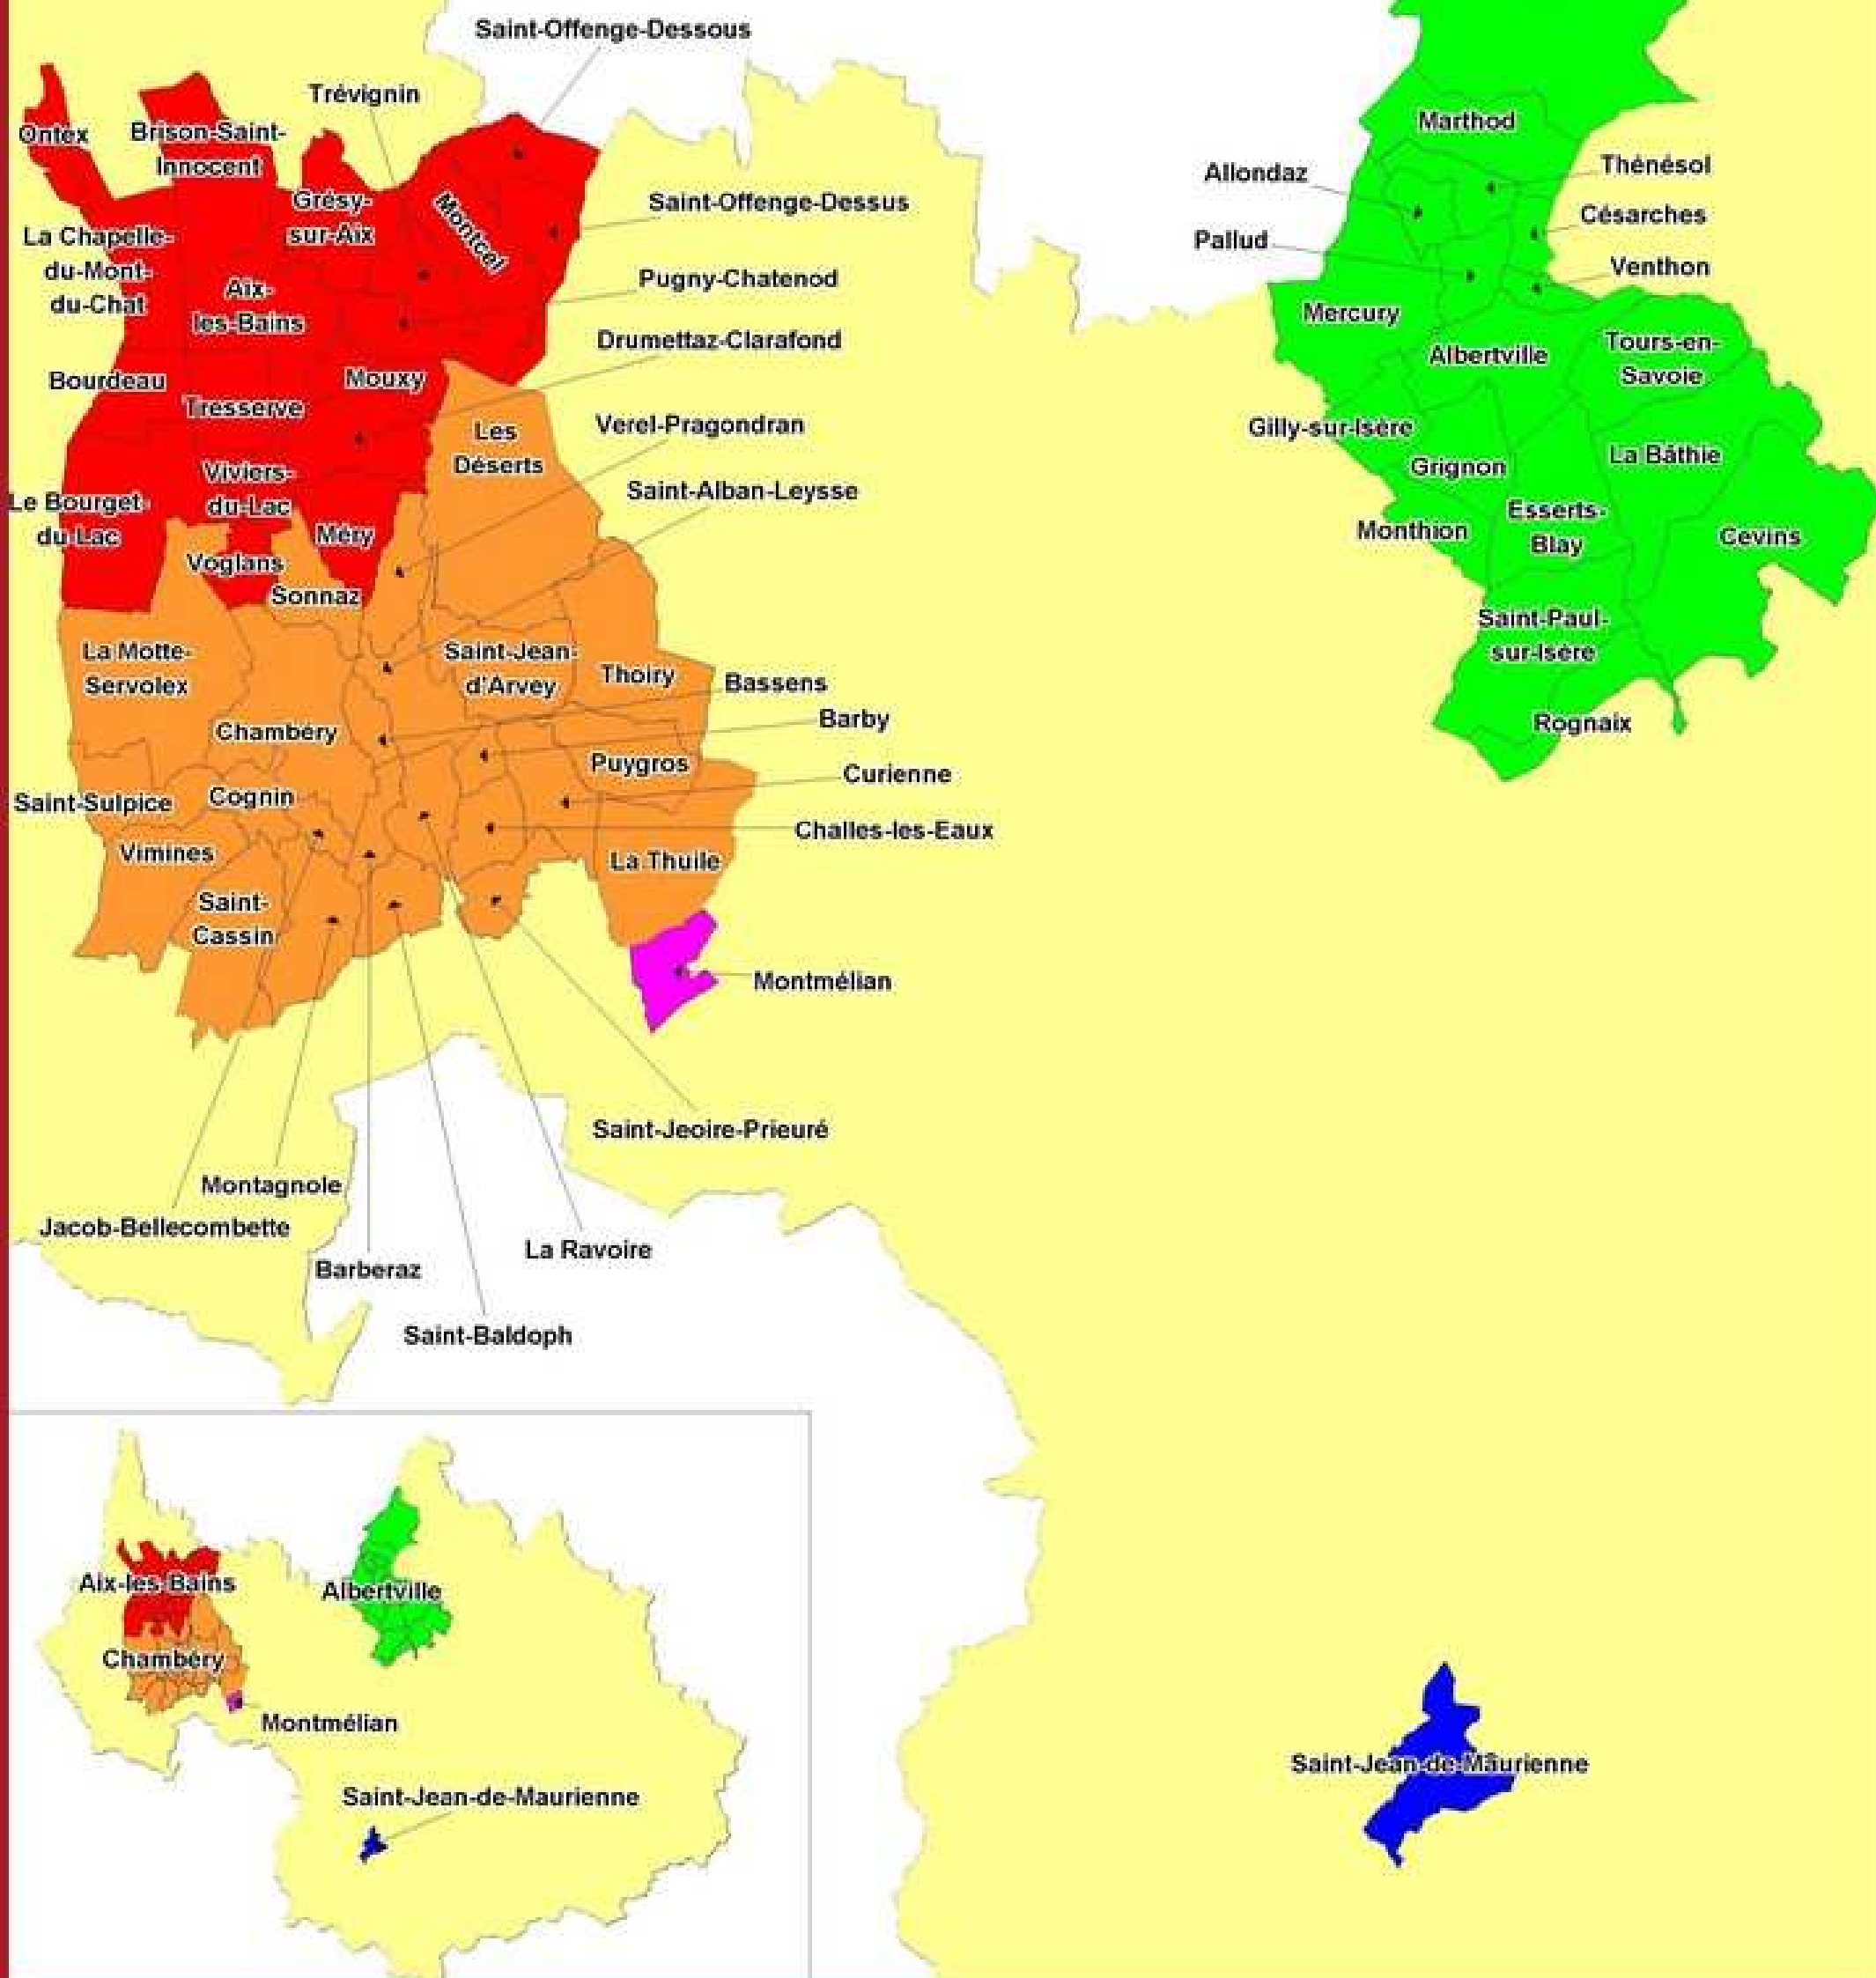 Saint-Offenge-Dessous
Trévignin
Ontex
Brison-Saint-
Innocent
Grésy-
sur-Aix
Montcel
Saint-Offenge-Dessus
La Chapelle-
du-Mont-
du-Chat
Aix-
les-Bains
Pugny-Chatenod
Drumettaz-Clarafond
Bourdeau
Mouxy
Tresserve
Les
Déserts
Verel-Pragondran
Viviers-
du-Lac
Saint-Alban-Leysse
Le Bourget-
du-Lac
Méry
Voglans
Sonnaz
La Motte-
Servolex
Saint-Jean-
d'Arvey
Thoiry
Bassens
Barby
Chambéry
Puygros
Curienne
Saint-Sulpice
Cognin
Challes-les-Eaux
Vimines
La Thuile
Saint-
Cassin
Montmélian
Saint-Jeoire-Prieuré
Montagnole
Jacob-Bellecombette
La Ravoire
Barberaz
Saint-Baldoph
Marthod
Allondaz
Thénésol
Césarches
Pallud
Venthon
Mercury
Albertville
Tours-en-
Savoie
Gilly-sur-Isère
Grignon
La Bâthie
Esserts-
Blay
Monthion
Cevins
Saint-Paul-
sur-Isère
Rognaix
Saint-Jean-de-Maurienne
Aix-les-Bains
Albertville
Chambéry
Montmélian
Saint-Jean-de-Maurienne